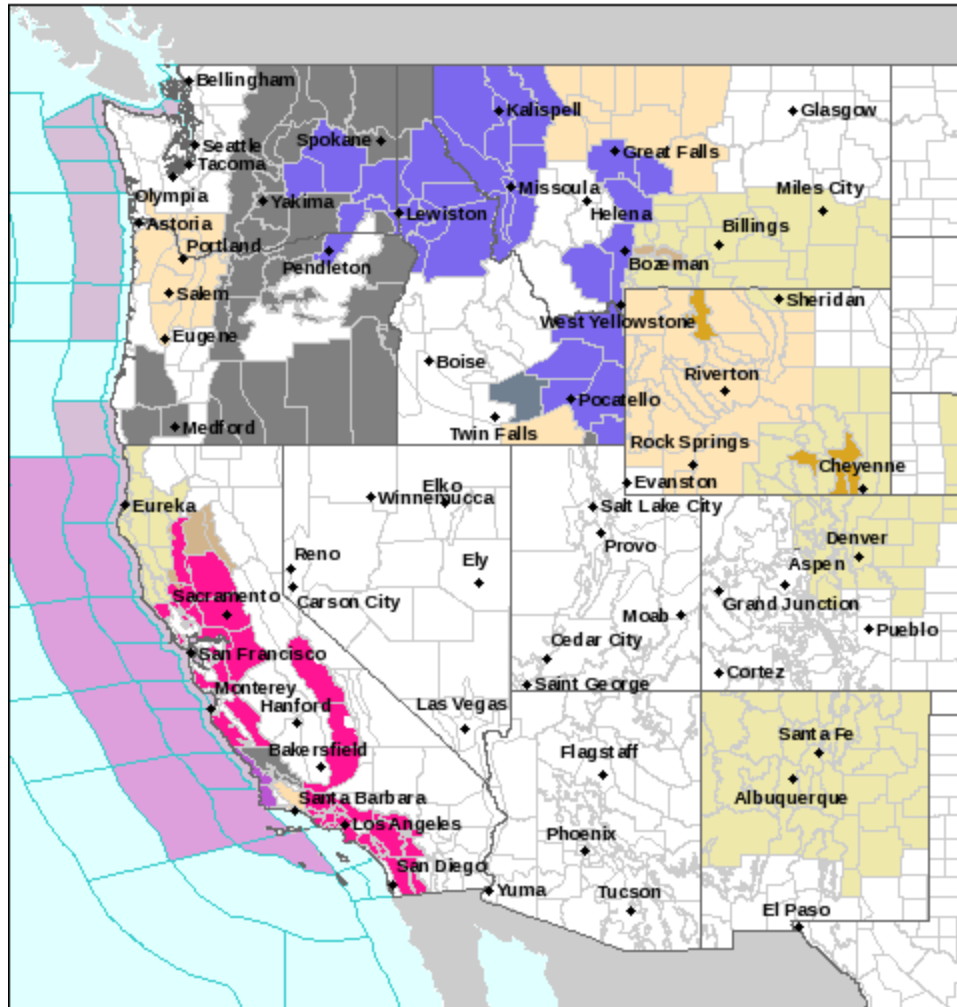 Bellingham
Kalispell
Glasgow
Seattle
Spokane
Great Falls
Tacoma
Olympia
Missoula
Miles City
Yakima
Helena
Lewiston
Astoria
Billings
Portland
Pendleton
Bozeman
Salem
Sheridan
West Yellowstone
Eugene
Boise
Riverton
Pocatello
Medford
Twin Falls
Rock Springs
Cheyenne
Evanston
Elko
Winnemucca
Eureka
Salt Lake City
Provo
Denver
Reno
Ely
Aspen
Sacramento
Carson City
Grand Junction
Moab
Pueblo
Cedar City
San Francisco
Cortez
Saint George
Monterey
Hanford
Las Vegas
Santa Fe
Bakersfield
Flagstaff
Albuquerque
Santa Barbara
Los Angeles
Phoenix
San Diego
Yuma
Tucson
El Paso